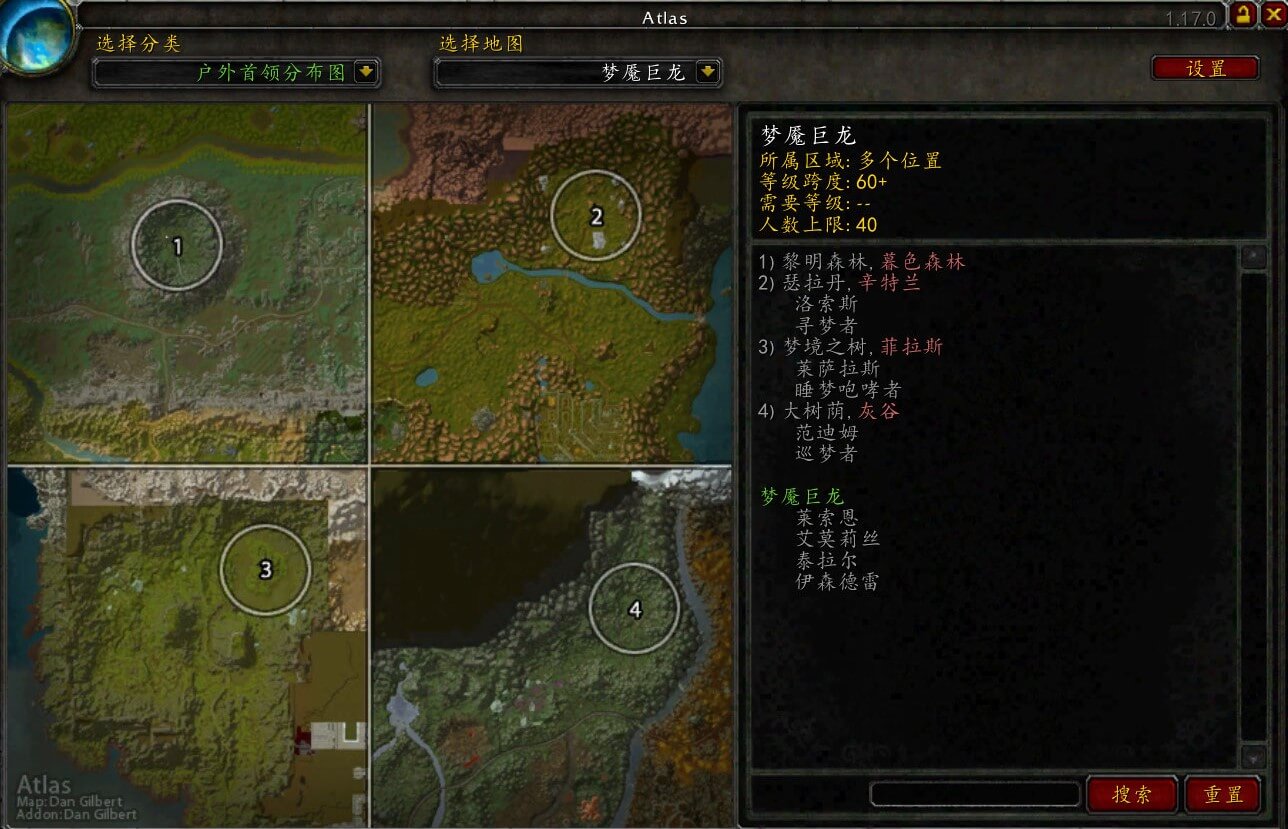 Atlas
1.17.0
选择分类
选择地图
户外首领分布图
梦魇巨龙
设置
1
2
3
4
Atlas
Map:Dan Gilbert
Addon:Dan Gilbert
梦魇巨龙
所属区域: 多个位置
等级跨度: 60+
需要等级: --
人数上限: 40
1) 黎明森林, 暮色森林
2) 瑟拉丹, 辛特兰
洛索斯
寻梦者
3) 梦境之树, 菲拉斯
莱萨拉斯
睡梦咆哮者
4) 大树荫, 灰谷
范迪姆
巡梦者
梦魇巨龙
莱索恩
艾莫莉丝
泰拉尔
伊森德雷
搜索
重置